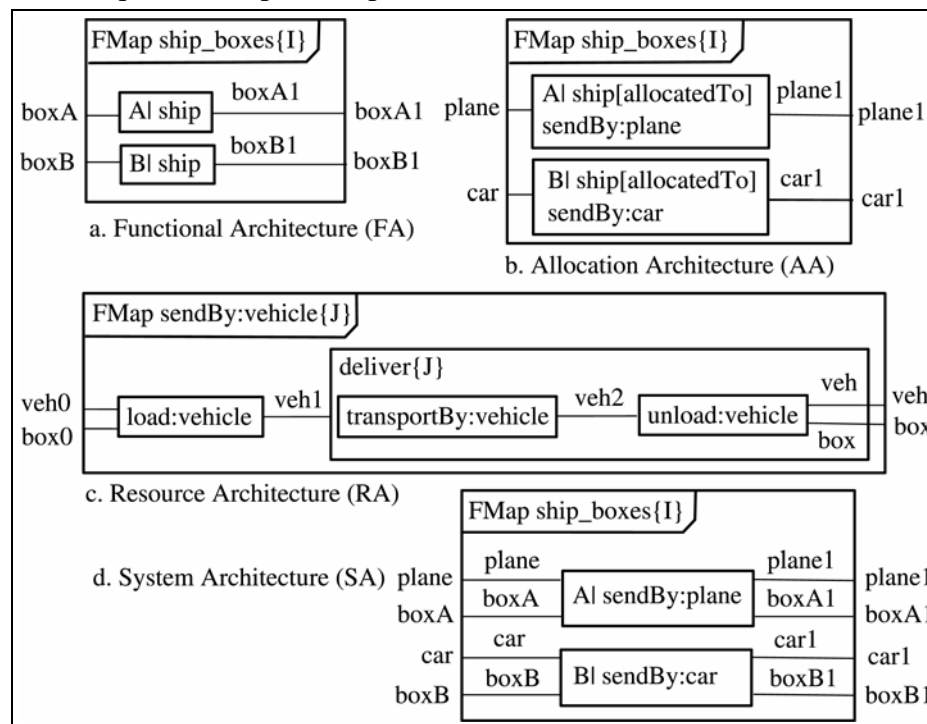 FMap ship_boxes{I}
boxA
A| ship
boxA1
boxA1
boxB
B| ship
boxB1
boxB1
a. Functional Architecture (FA)
FMap ship_boxes{I}
plane
A| ship[allocatedTo]
sendBy:plane
plane1
plane1
car
B| ship[allocatedTo]
sendBy:car
car1
car1
b. Allocation Architecture (AA)
FMap sendBy:vehicle{J}
deliver{J}
veh0
box0
load:vehicle
veh1
transportBy:vehicle
veh2
unload:vehicle
veh
box
veh
box
c. Resource Architecture (RA)
FMap ship_boxes{I}
d. System Architecture (SA)
plane
plane
boxA
boxA
A| sendBy:plane
plane1
plane1
boxA1
boxA1
car
car
boxB
boxB
B| sendBy:car
car1
car1
boxB1
boxB1